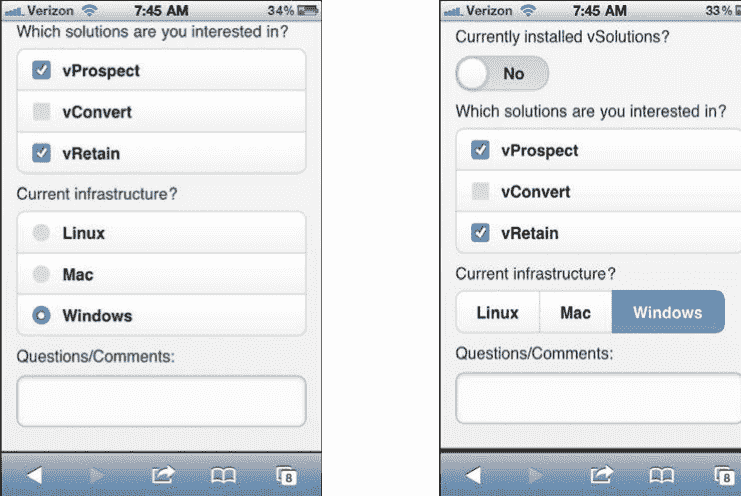 Verizon 7:45 AM 34%
Which solutions are you interested in?
vProspect
vConvert
vRetain
Current infrastructure?
Linux
Mac
Windows
Questions/Comments:
8
Verizon 7:45 AM 33%
Currently installed vSolutions?
No
Which solutions are you interested in?
vProspect
vConvert
vRetain
Current infrastructure?
Linux Mac Windows
Questions/Comments:
8